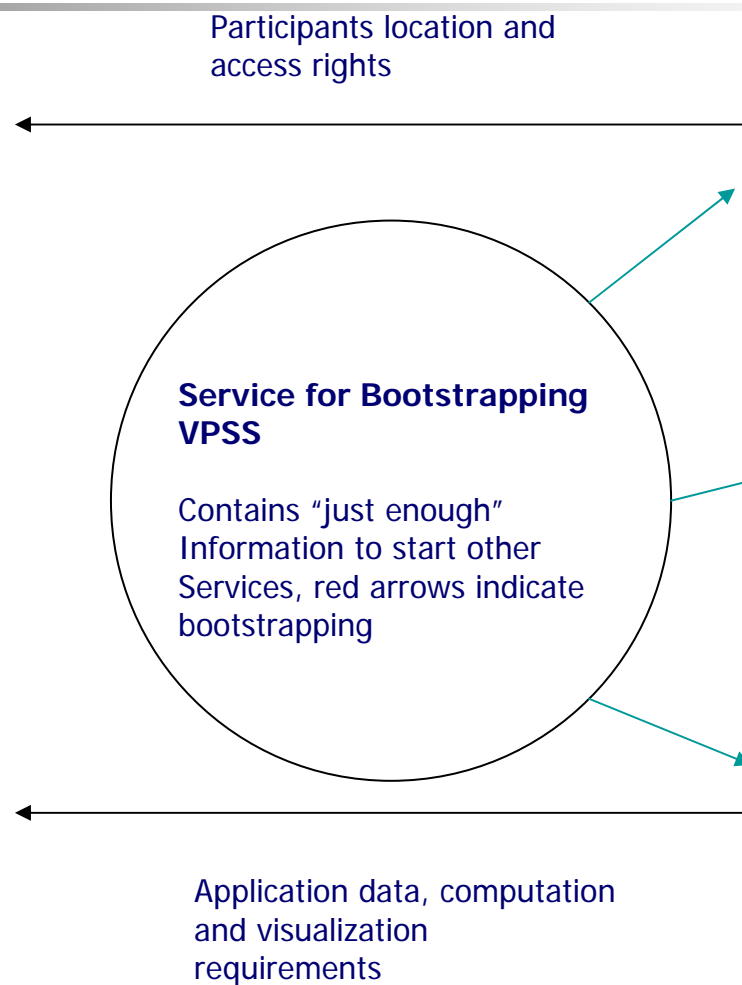 Participants location and
access rights
Service for Bootstrapping
VPSS
Contains “just enough”
Information to start other
Services, red arrows indicate
bootstrapping
Application data, computation
and visualization
requirements